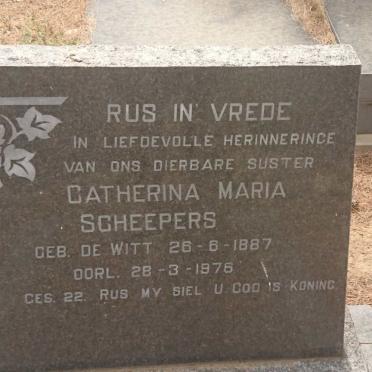 RUS IN VREDE
IN LIEFDEVOLLE HERINNERINGE
VAN ONS DIERBARE SUSTER
CATHERINA MARIA
SCHEEPERS
GEB. DE WITT 26-6-1887
OORL. 28-3-1976
GES. 22. RUS MY SIEL U GOD IS KONING.